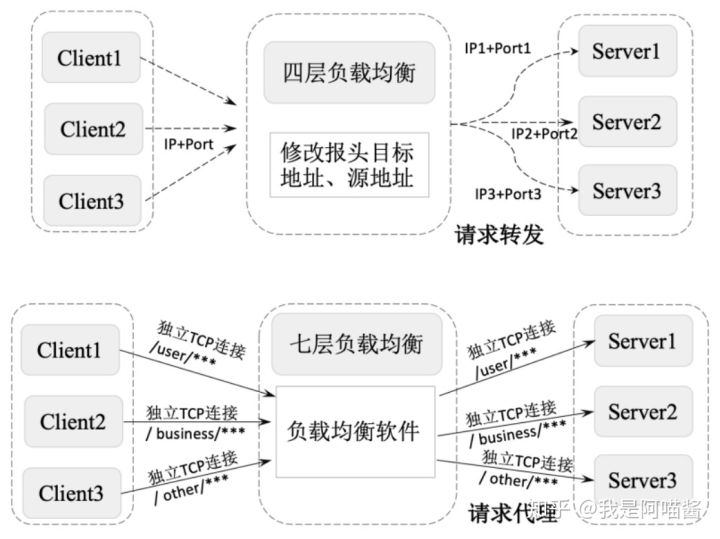 Client1
Client2
Client3
IP+Port
四层负载均衡
修改报头目标
地址、源地址
IP1+Port1
IP2+Port2
IP3+Port3
Server1
Server2
Server3
请求转发
Client1
Client2
Client3
独立TCP连接
/user/***
独立TCP连接
/ business/***
独立TCP连接
/ other/***
七层负载均衡
负载均衡软件
独立TCP连接
/user/***
独立TCP连接
/ business/***
独立TCP连接
/ other/***
Server1
Server2
Server3
请求代理
知乎 @我是阿喵酱